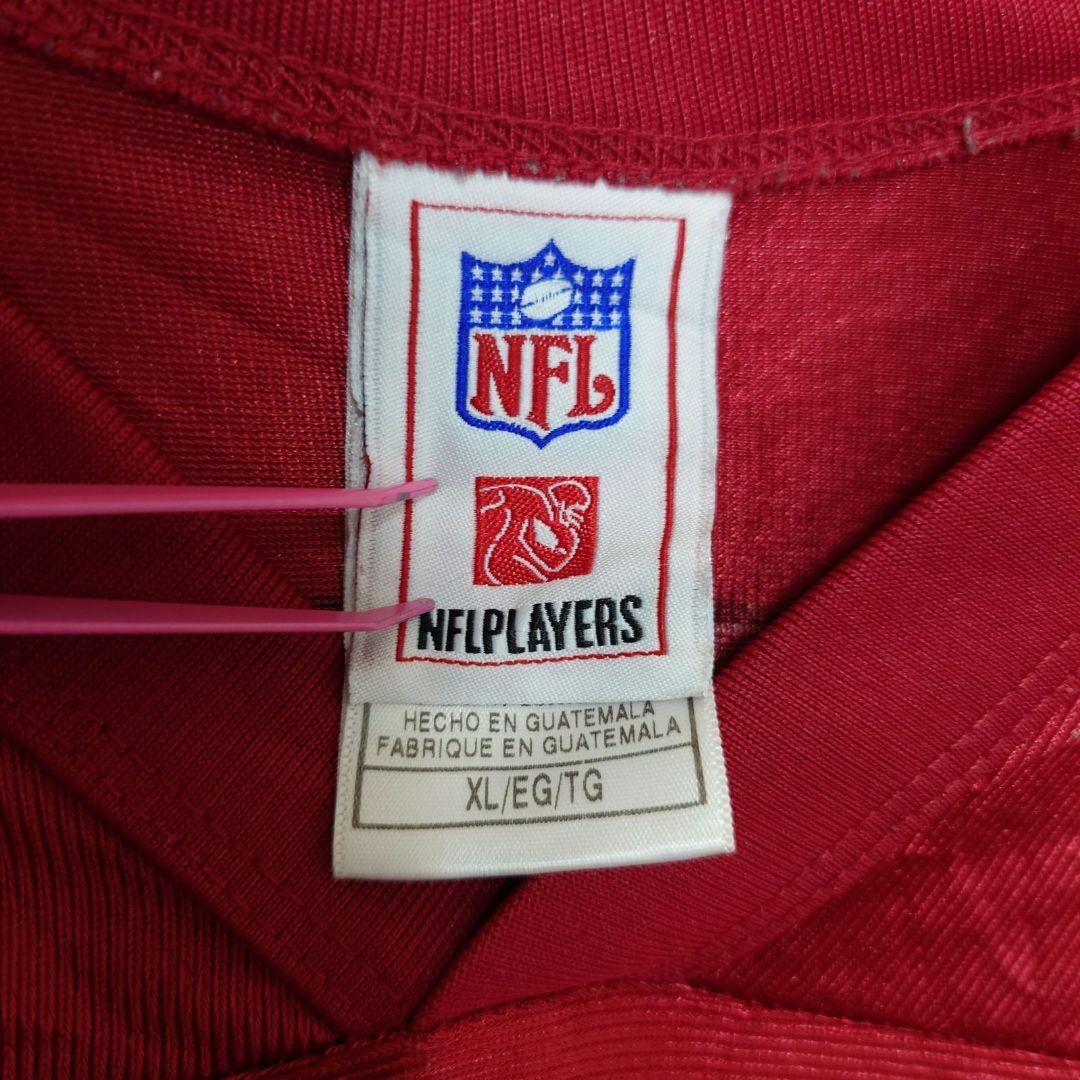 NFL
NFLPLAYERS
HECHO EN GUATEMALA
FABRIQUE EN GUATEMALA
XL/EG/TG